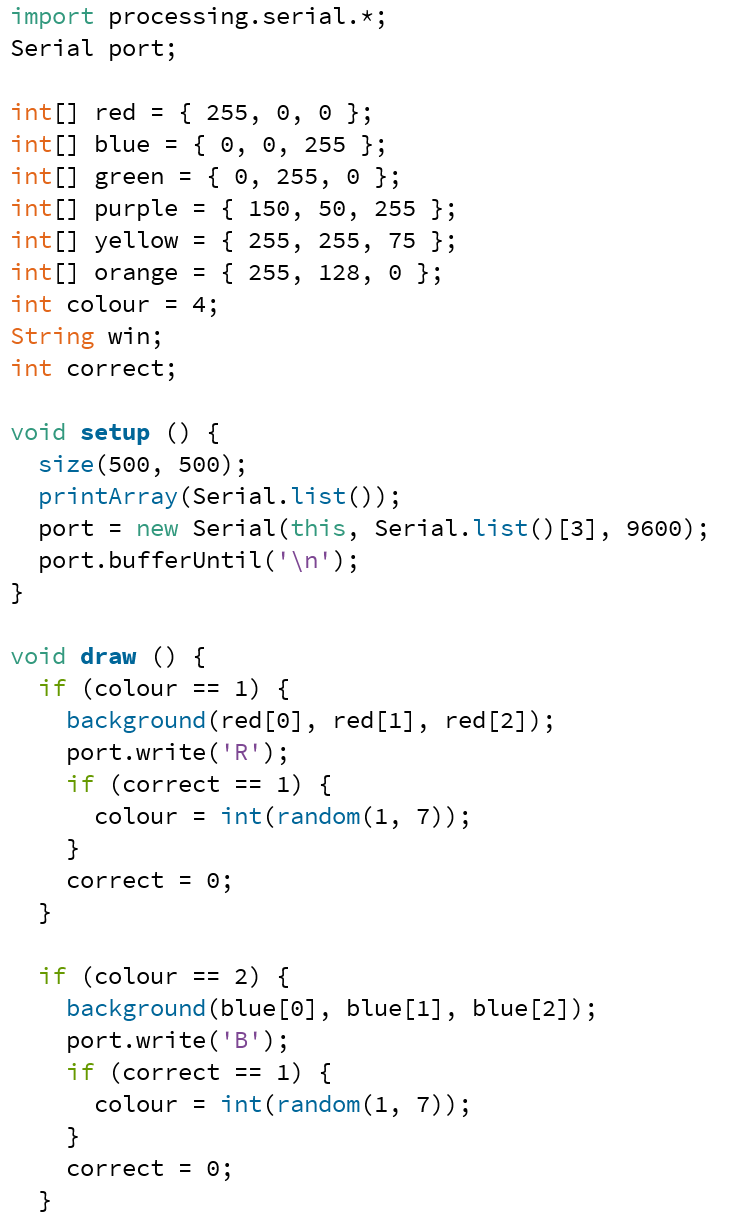 import processing.serial.*;
Serial port;

int[] red = { 255, 0, 0 };
int[] blue = { 0, 0, 255 };
int[] green = { 0, 255, 0 };
int[] purple = { 150, 50, 255 };
int[] yellow = { 255, 255, 75 };
int[] orange = { 255, 128, 0 };
int colour = 4;
String win;
int correct;

void setup () {
  size(500, 500);
  printArray(Serial.list());
  port = new Serial(this, Serial.list()[3], 9600);
  port.bufferUntil('\n');
}

void draw () {
  if (colour == 1) {
    background(red[0], red[1], red[2]);
    port.write('R');
    if (correct == 1) {
      colour = int(random(1, 7));
    }
    correct = 0;
  }

  if (colour == 2) {
    background(blue[0], blue[1], blue[2]);
    port.write('B');
    if (correct == 1) {
      colour = int(random(1, 7));
    }
    correct = 0;
  }